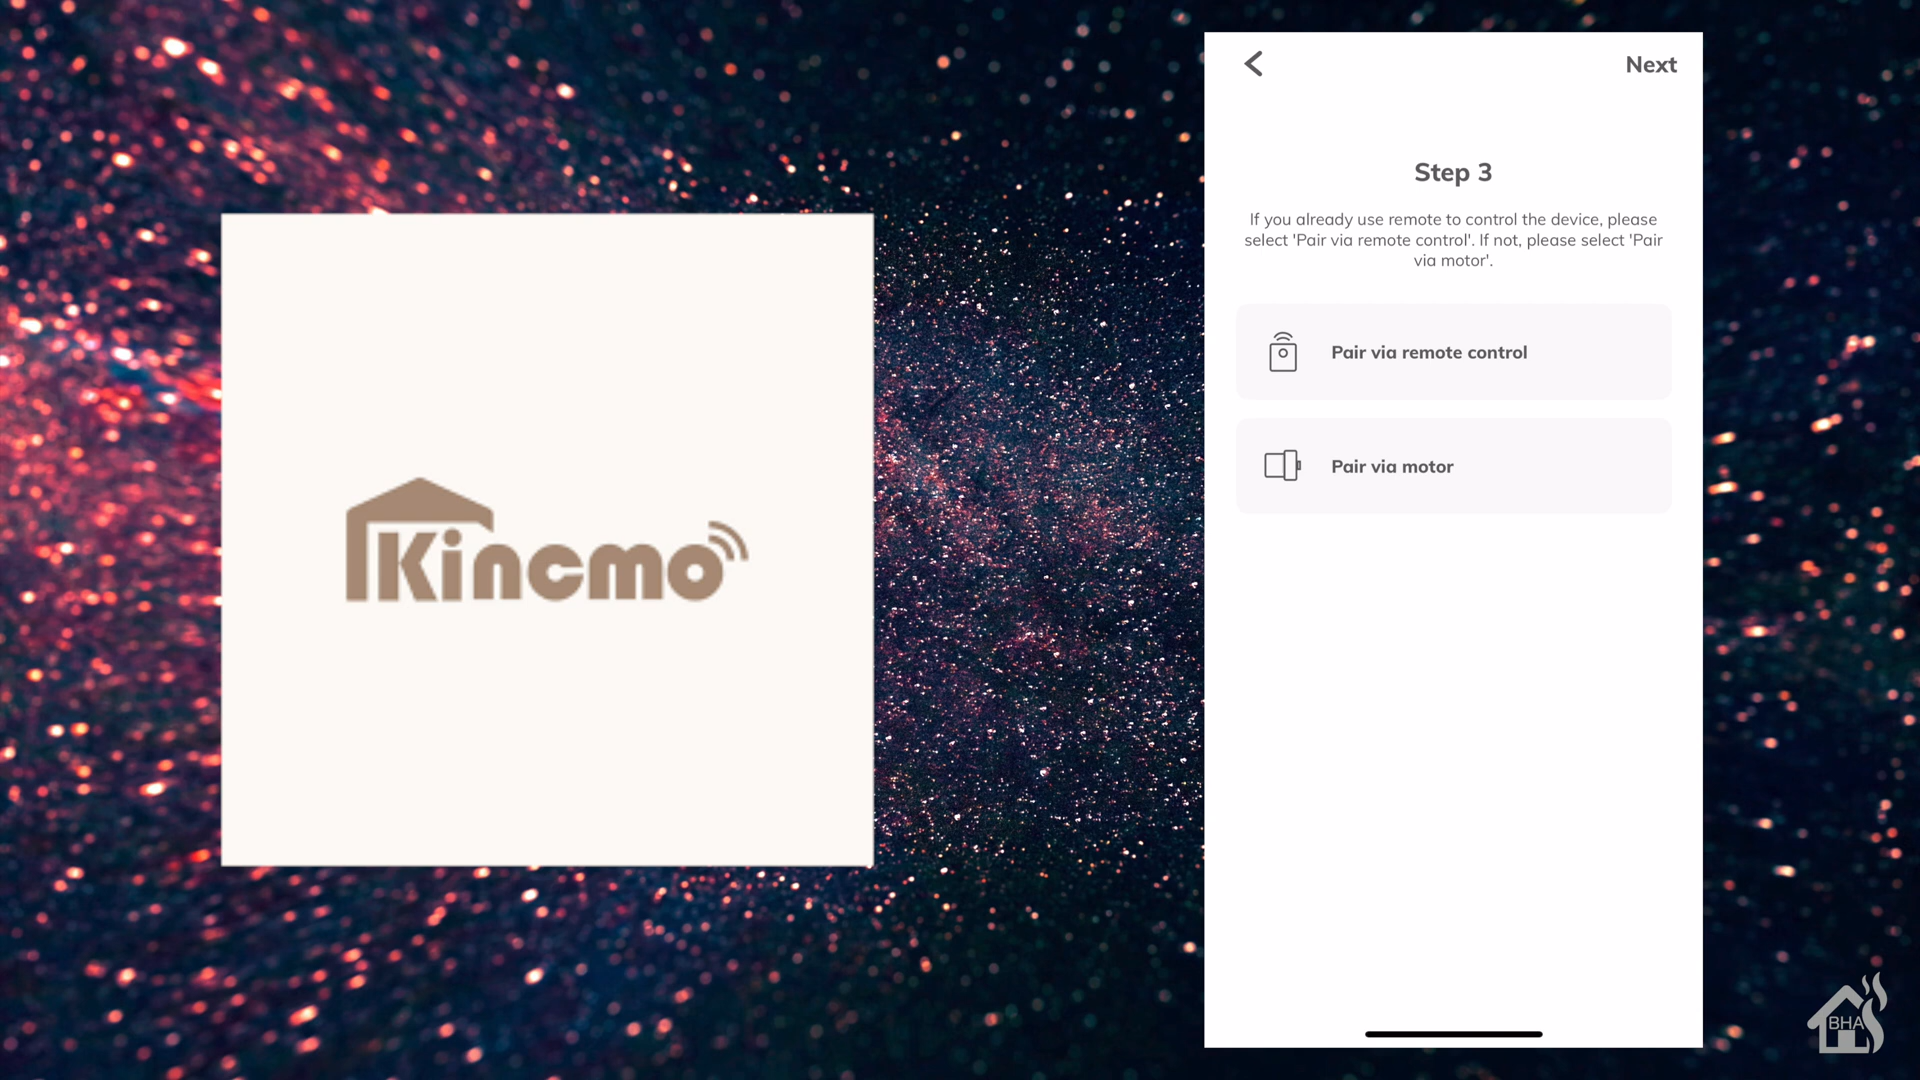 Kincmo
Next
Step 3
If you already use remote to control the device, please
select 'Pair via remote control'. If not, please select 'Pair
via motor'.
Pair via remote control
Pair via motor
BHA